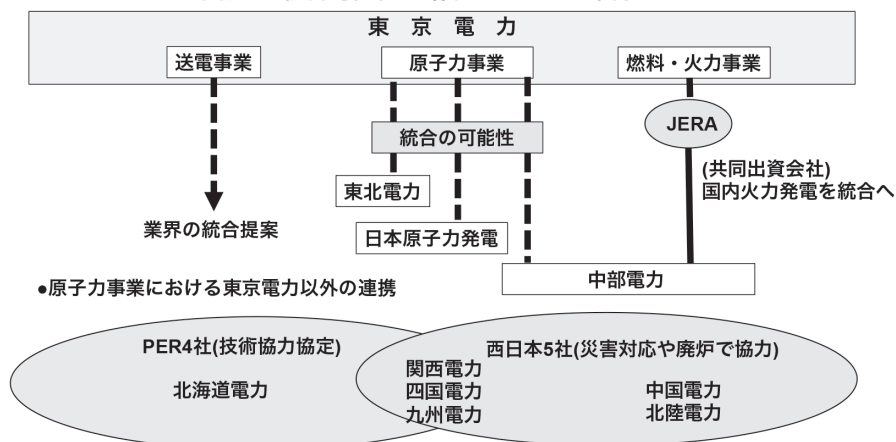 東 京 電 力
送電事業
原子力事業
燃料・火力事業
統合の可能性
JERA
(共同出資会社)
国内火力発電を統合へ
東北電力
業界の統合提案
日本原子力発電
中部電力
●原子力事業における東京電力以外の連携
PER4社(技術協力協定)
西日本5社(災害対応や廃炉で協力)
関西電力
北海道電力
四国電力
中国電力
九州電力
北陸電力